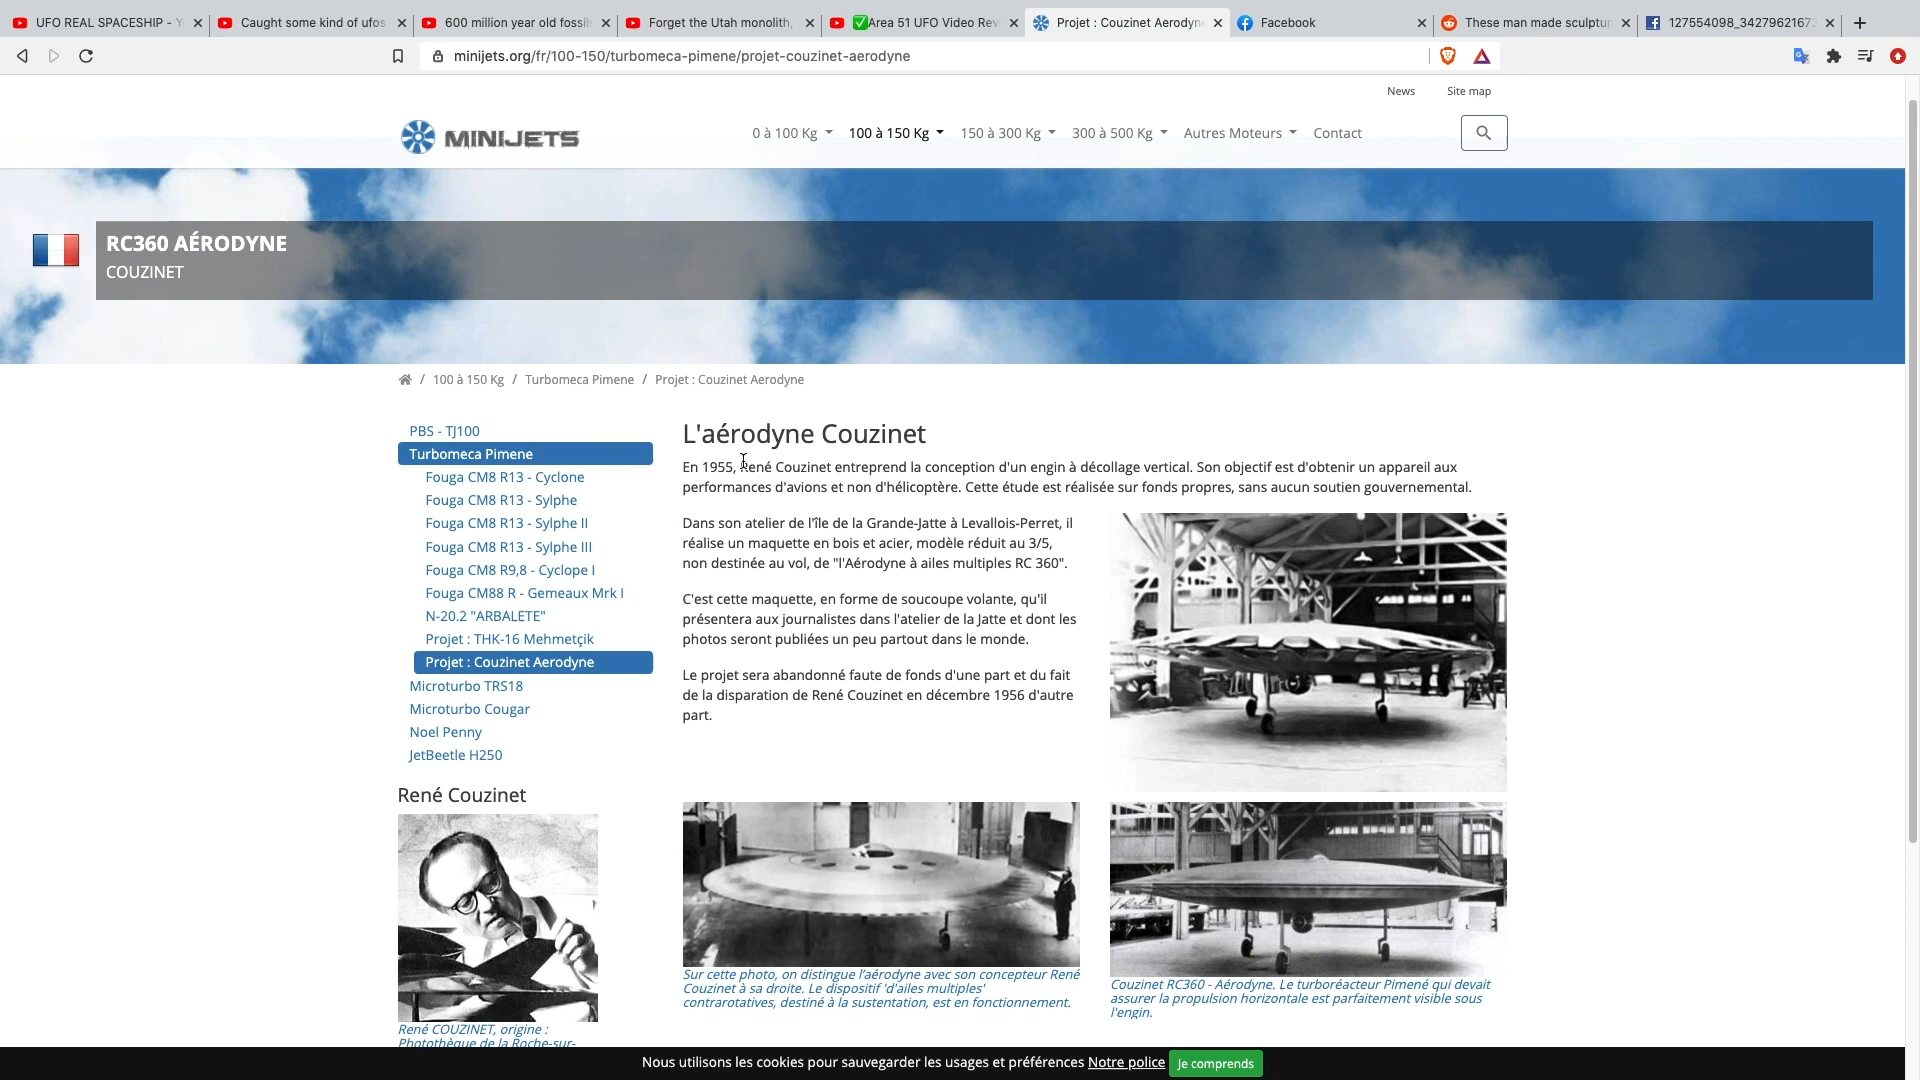 UFO REAL SPACESHIP - Y
Caught some kind of ufos
600 million year old fossils
Forget the Utah monolith,
Area 51 UFO Video Rev
Projet : Couzinet Aerodyn
Facebook
These man made sculptur
127554098_34279621673
minijets.org/fr/100-150/turbomeca-pimene/projet-couzinet-aerodyne
News
Site map
MINIJETS
0 à 100 Kg
100 à 150 Kg
150 à 300 Kg
300 à 500 Kg
Autres Moteurs
Contact
RC360 AÉRODYNE
COUZINET
/ 100 à 150 Kg / Turbomeca Pimene / Projet : Couzinet Aerodyne
PBS - TJ100
Turbomeca Pimene
Fouga CM8 R13 - Cyclone
Fouga CM8 R13 - Sylphe
Fouga CM8 R13 - Sylphe II
Fouga CM8 R13 - Sylphe III
Fouga CM8 R9,8 - Cyclope I
Fouga CM88 R - Gemeaux Mrk I
N-20.2 "ARBALETE"
Projet : THK-16 Mehmetçik
Projet : Couzinet Aerodyne
Microturbo TRS18
Microturbo Cougar
Noel Penny
JetBeetle H250
René Couzinet
René COUZINET, origine :
Photothèque de la Roche-sur-
L'aérodyne Couzinet
En 1955, René Couzinet entreprend la conception d'un engin à décollage vertical. Son objectif est d'obtenir un appareil aux
performances d'avions et non d'hélicoptère. Cette étude est réalisée sur fonds propres, sans aucun soutien gouvernemental.
Dans son atelier de l'île de la Grande-Jatte à Levallois-Perret, il
réalise un maquette en bois et acier, modèle réduit au 3/5,
non destinée au vol, de "l'Aérodyne à ailes multiples RC 360".
C'est cette maquette, en forme de soucoupe volante, qu'il
présentera aux journalistes dans l'atelier de la Jatte et dont les
photos seront publiées un peu partout dans le monde.
Le projet sera abandonné faute de fonds d'une part et du fait
de la disparation de René Couzinet en décembre 1956 d'autre
part.
Sur cette photo, on distingue l'aérodyne avec son concepteur René
Couzinet à sa droite. Le dispositif 'd'ailes multiples'
contrarotatives, destiné à la sustentation, est en fonctionnement.
Couzinet RC360 - Aérodyne. Le turboréacteur Pimené qui devait
assurer la propulsion horizontale est parfaitement visible sous
l'engin.
Nous utilisons les cookies pour sauvegarder les usages et préférences Notre police Je comprends